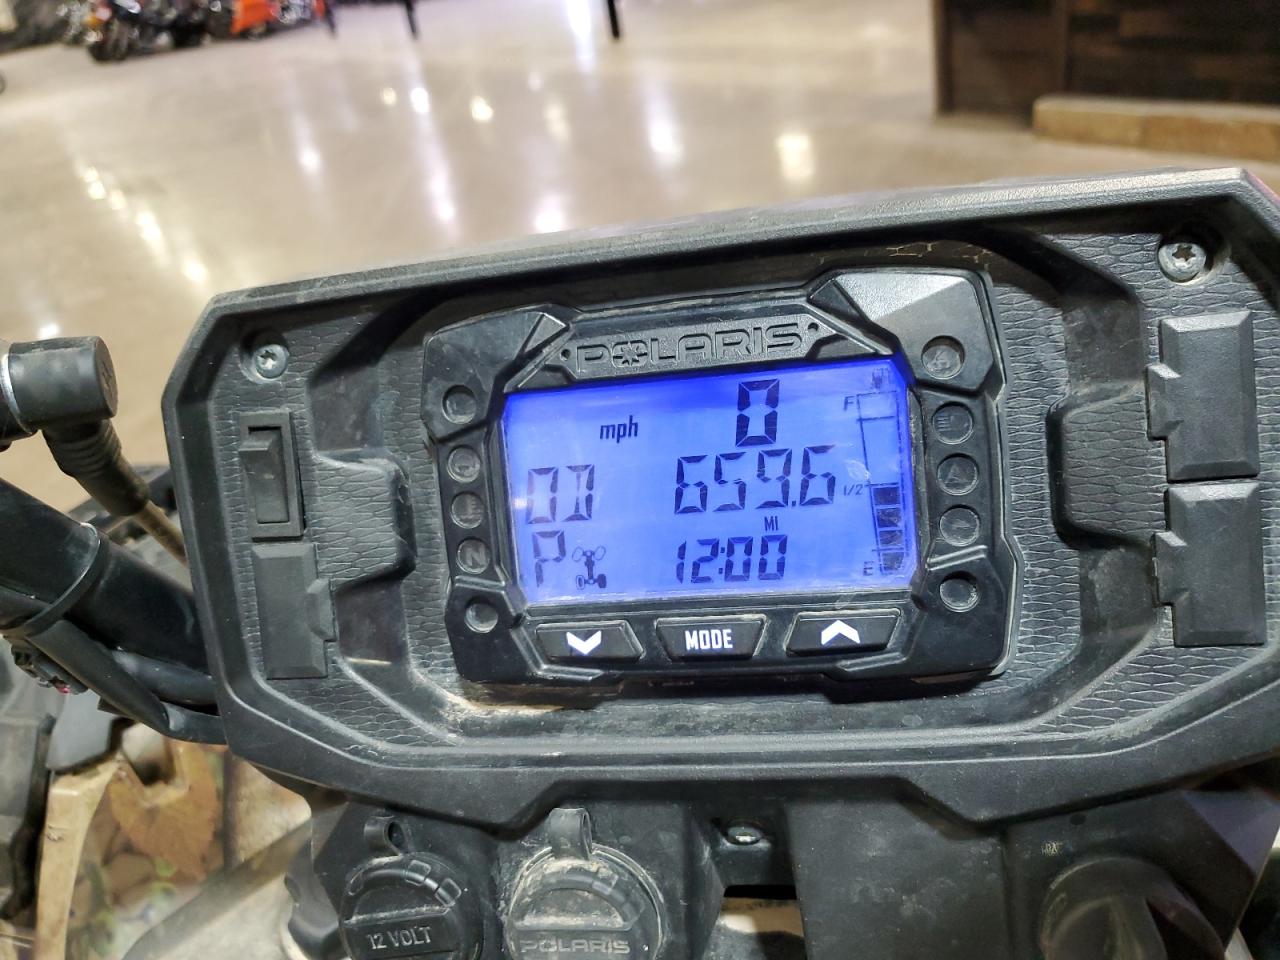 POLARIS
0
F
mph
OD 659.6
1/2
MI
P 12:00
E
N
MODE
12 VOLT
POLARIS